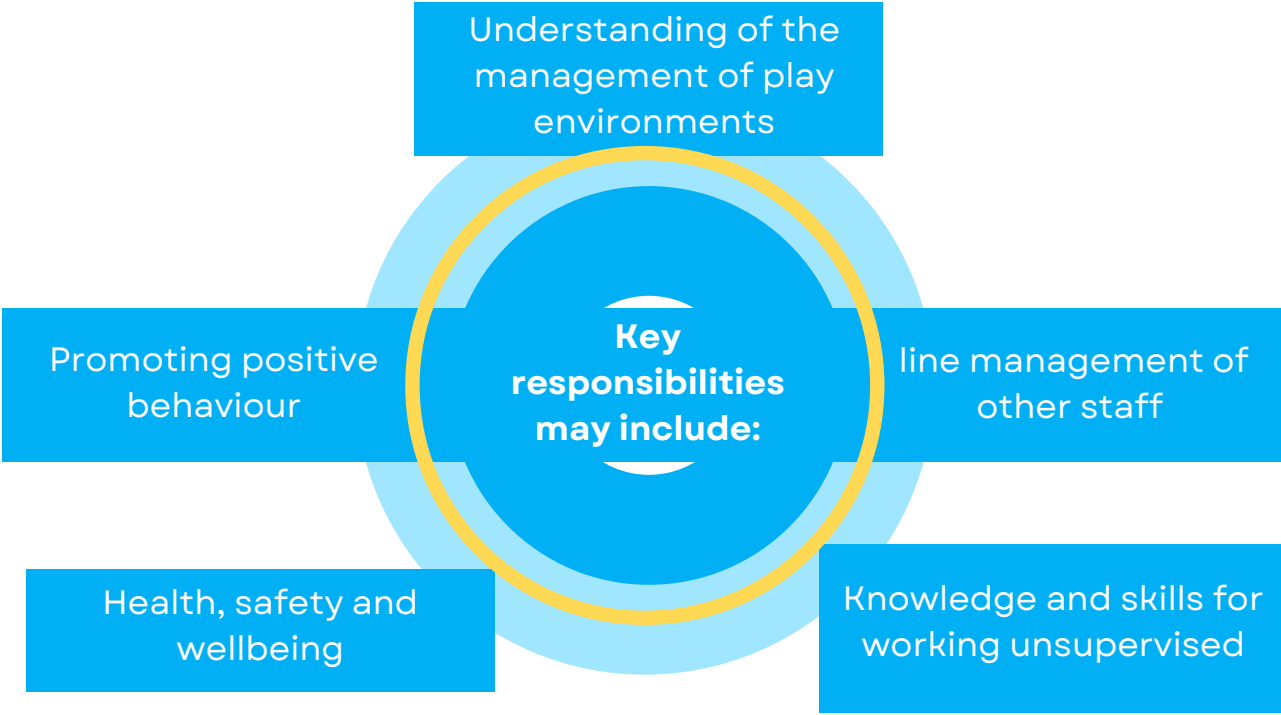 Understanding of the
management of play
environments
Promoting positive
behaviour
Key
responsibilities
may include:
line management of
other staff
Health, safety and
wellbeing
Knowledge and skills for
working unsupervised